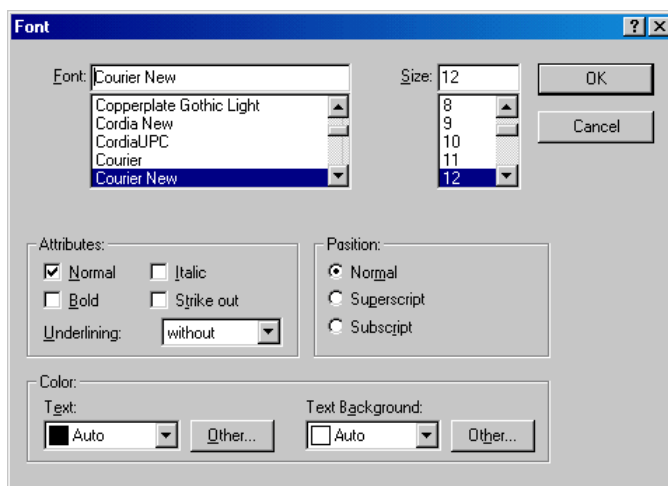 Font
Font: Courier New
Size: 12
OK
Copperplate Gothic Light
Cordia New
CordiaUPC
Courier
Courier New
8
9
10
11
12
Cancel
Attributes:
Normal
Italic
Bold
Strike out
Underlining: without
Position:
Normal
Superscript
Subscript
Color:
Text:
Auto
Other...
Text Background:
Auto
Other...